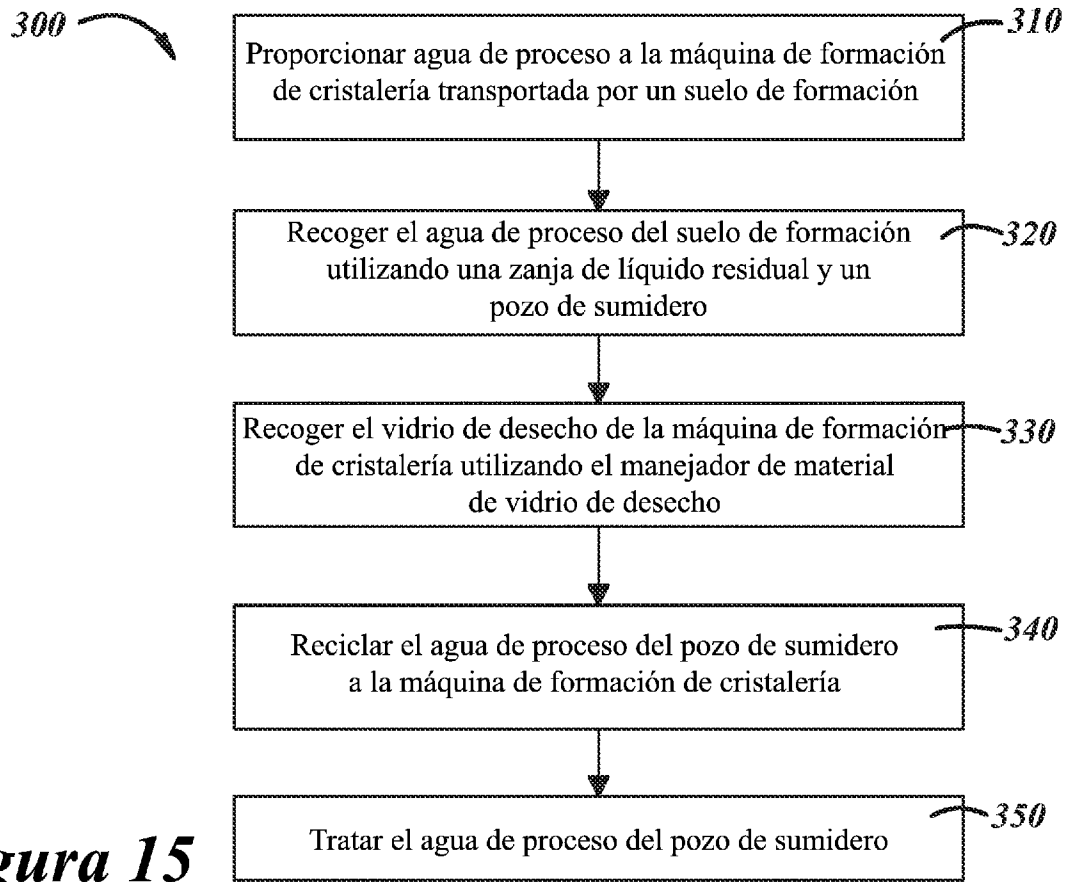 300
310
Proporcionar agua de proceso a la máquina de formación
de cristalería transportada por un suelo de formación
320
Recoger el agua de proceso del suelo de formación
utilizando una zanja de líquido residual y un
pozo de sumidero
330
Recoger el vidrio de desecho de la máquina de formación
de cristalería utilizando el manejador de material
de vidrio de desecho
340
Reciclar el agua de proceso del pozo de sumidero
a la máquina de formación de cristalería
350
Tratar el agua de proceso del pozo de sumidero
gura 15